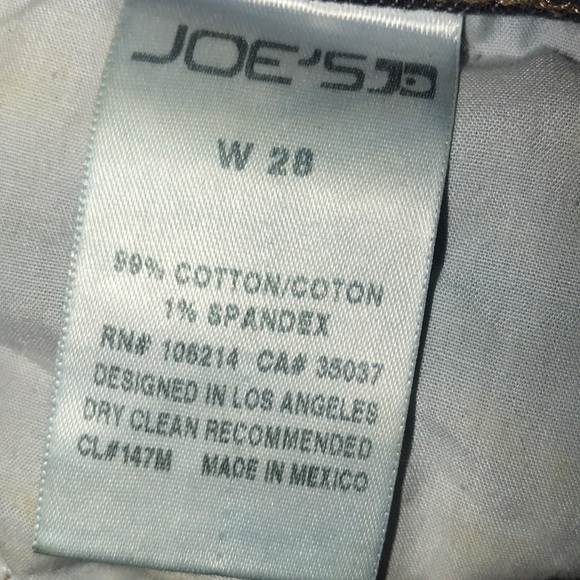 JOE'S JD
W 28
99% COTTON/COTON
1% SPANDEX
RN# 106214 CA# 35037
DESIGNED IN LOS ANGELES
DRY CLEAN RECOMMENDED
CL#147M MADE IN MEXICO